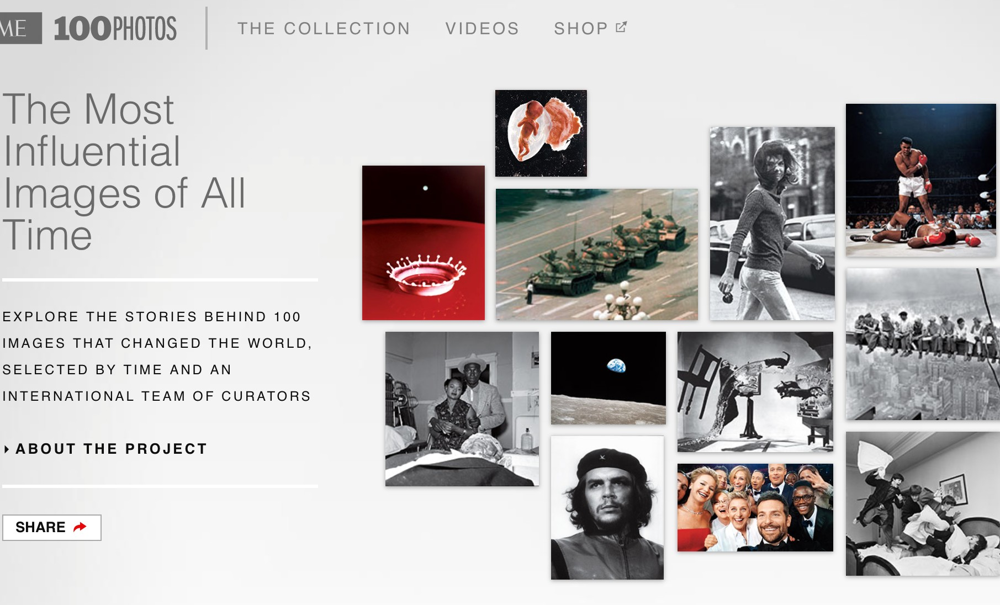 ME 100PHOTOS THE COLLECTION VIDEOS SHOP
The Most
Influential
Images of All
Time
EXPLORE THE STORIES BEHIND 100
IMAGES THAT CHANGED THE WORLD,
SELECTED BY TIME AND AN
INTERNATIONAL TEAM OF CURATORS
ABOUT THE PROJECT
SHARE